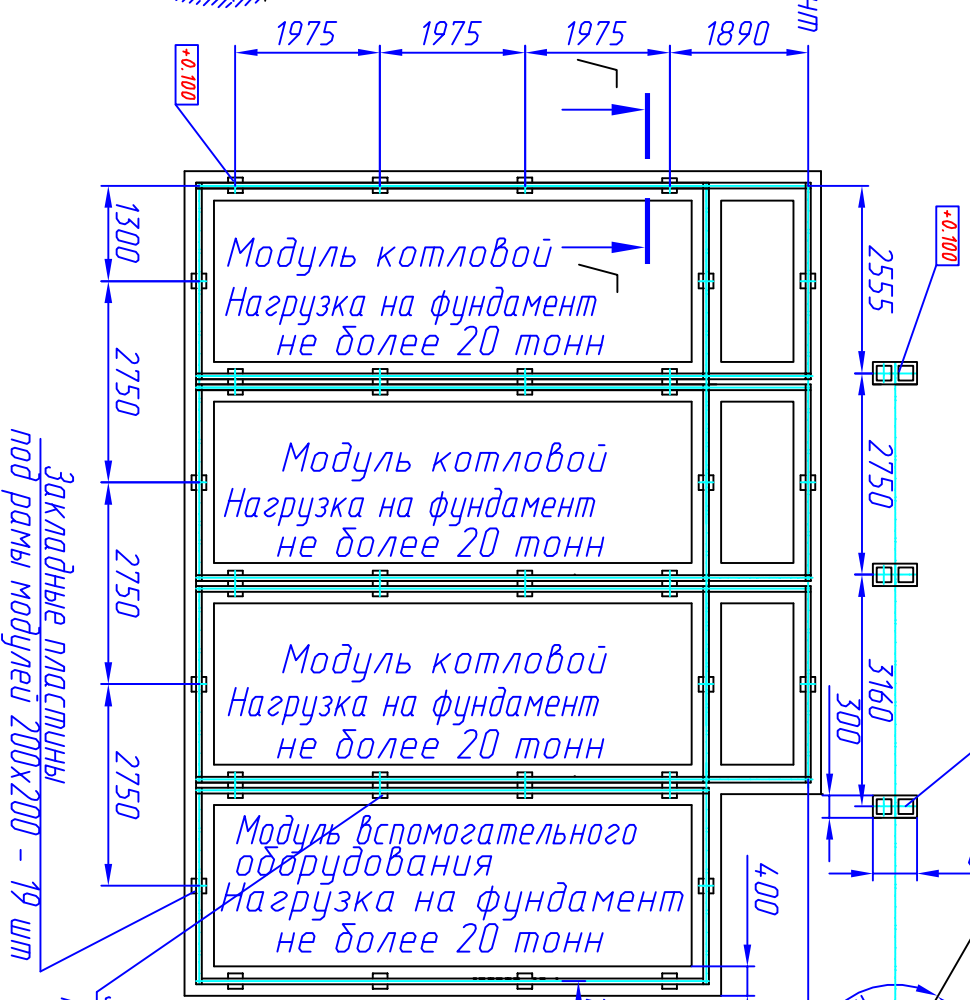 нт
1975
1975
1975
1890
+0.100
+0.100
1300
2750
2750
2750
2555
2750
3160
300
400
Модуль котловой
Нагрузка на фундамент
не более 20 тонн
Модуль котловой
Нагрузка на фундамент
не более 20 тонн
Модуль котловой
Нагрузка на фундамент
не более 20 тонн
Модуль вспомогательного
оборудования
Нагрузка на фундамент
не более 20 тонн
Закладные пластины
под рамы модулей 200х200 - 19 шт